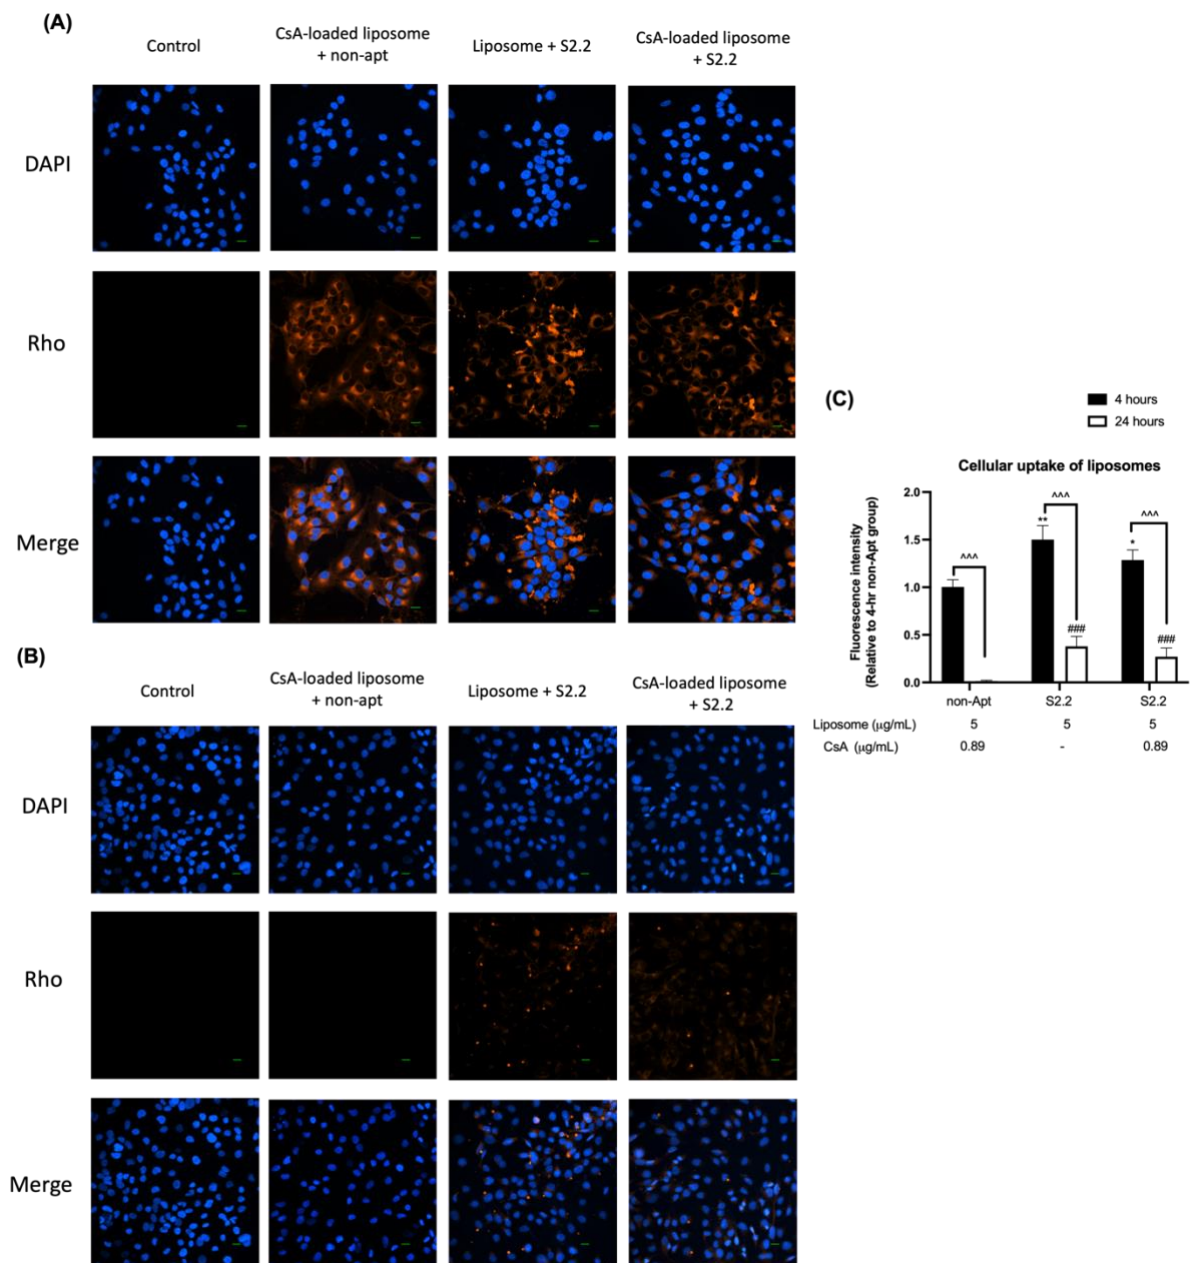 (A)
Control
CsA-loaded liposome
+ non-apt
Liposome + S2.2
CsA-loaded liposome
+ S2.2
DAPI
Rho
Merge
(B)
Control
CsA-loaded liposome
+ non-apt
Liposome + S2.2
CsA-loaded liposome
+ S2.2
DAPI
Rho
Merge
(C)
4 hours
24 hours
Cellular uptake of liposomes
Fluorescence intensity
(Relative to 4-hr non-Apt group)
2.0
1.5
1.0
0.5
0.0
^^^
**
^^^
###
*
^^^
###
non-Apt S2.2 S2.2
Liposome (μg/mL) 5 5 5
CsA (μg/mL) 0.89 - 0.89